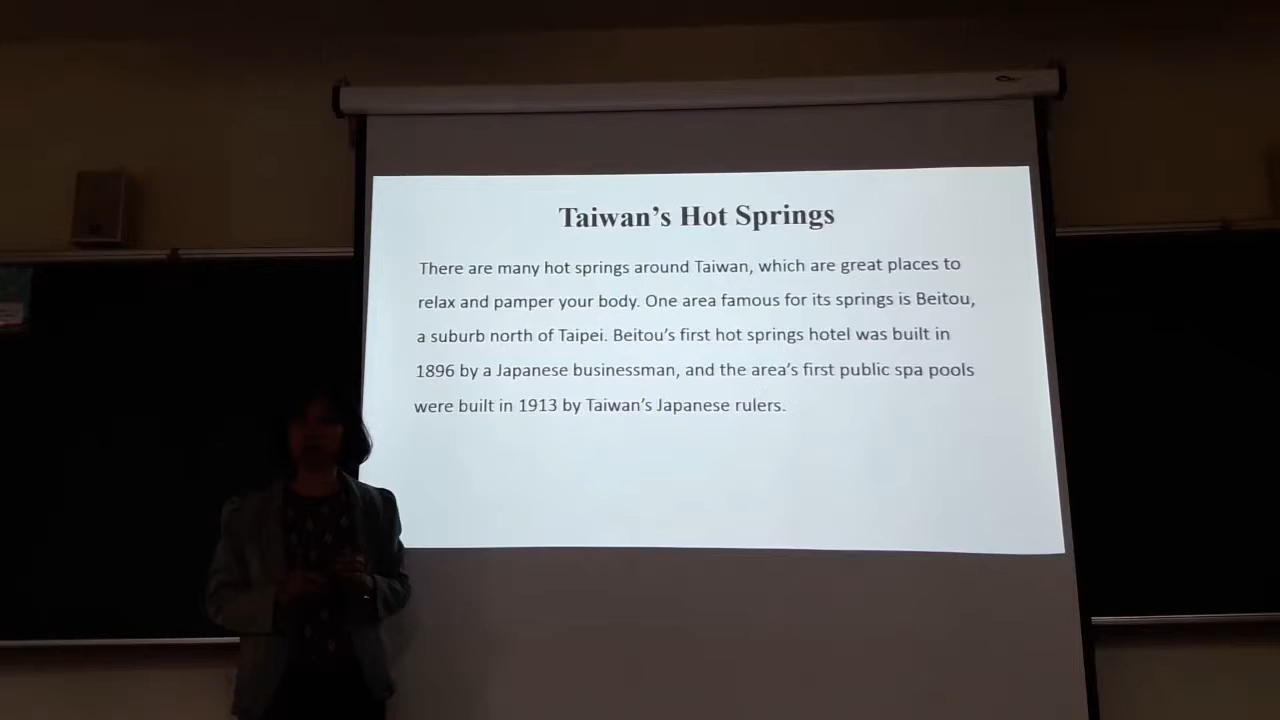 Taiwan's Hot Springs
There are many hot springs around Taiwan, which are great places to
relax and pamper your body. One area famous for its springs is Beitou,
a suburb north of Taipei. Beitou's first hot springs hotel was built in
1896 by a Japanese businessman, and the area's first public spa pools
were built in 1913 by Taiwan's Japanese rulers.